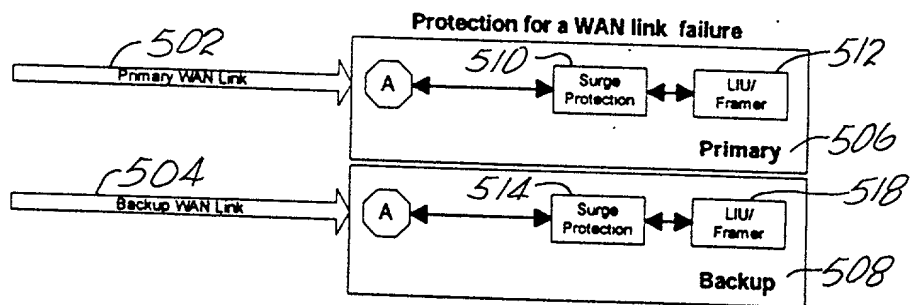 Protection for a WAN link failure
502
Primary WAN Link
A
510
Surge
Protection
512
LIU/
Framer
Primary
506
504
Backup WAN Link
A
514
Surge
Protection
518
LIU/
Framer
Backup
508